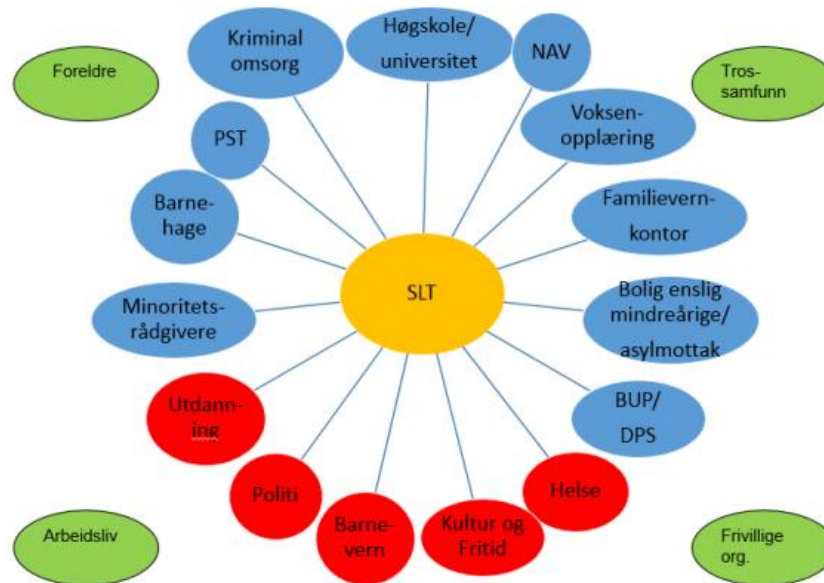 Foreldre
Kriminal
omsorg
Høgskole/
universitet
NAV
Tros-
samfunn
PST
Voksen-
opplæring
Barne-
hage
Familievern-
kontor
SLT
Minoritets-
rådgivere
Bolig enslig
mindreårige/
asylmottak
Utdann-
ing
BUP/
DPS
Politi
Barne-
vern
Kultur og
Fritid
Helse
Arbeidsliv
Frivillige
org.